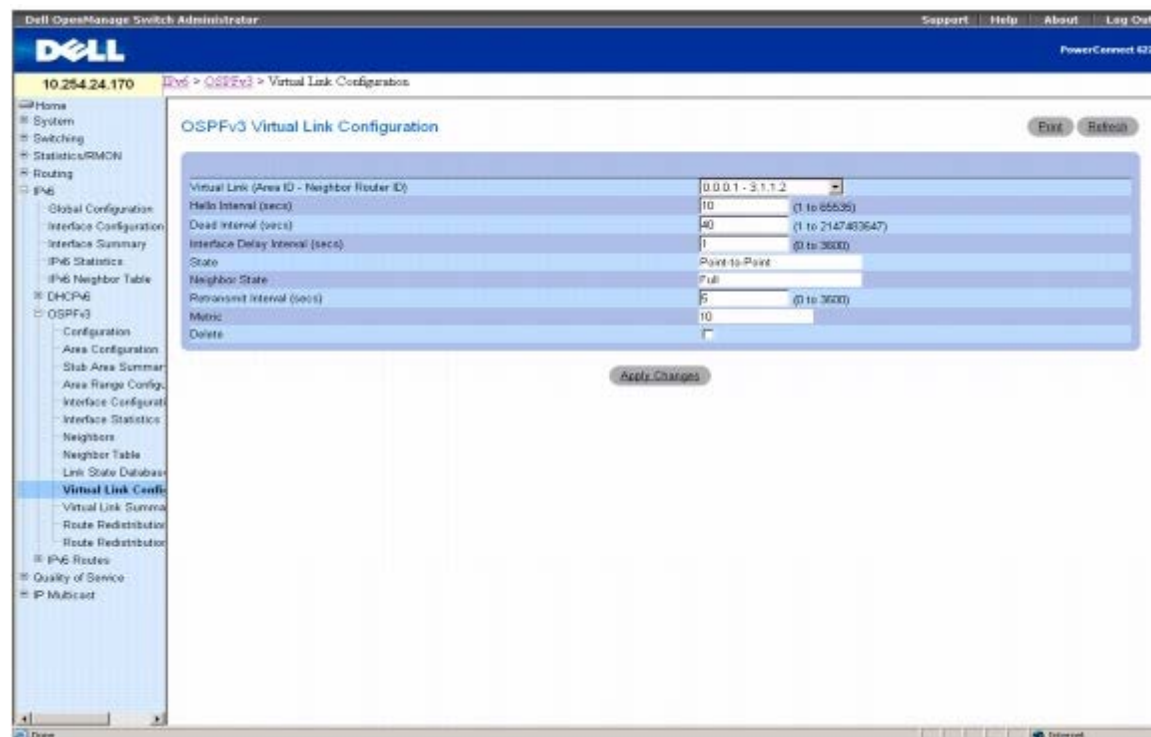 Dell OpenManage Switch Administrator
Support Help About Log Out
DELL
PowerConnect 622
10.254.24.170
IPv6 > OSPFv3 > Virtual Link Configuration
Home
System
Switching
Statistics/RMON
Routing
IPv6
Global Configuration
Interface Configuration
Interface Summary
IPv6 Statistics
IPv6 Neighbor Table
DHCPv6
OSPFv3
Configuration
Area Configuration
Stub Area Summar
Area Range Configu
Interface Configurati
Interface Statistics
Neighbors
Neighbor Table
Link State Databas
Virtual Link Config
Virtual Link Summa
Route Redistribution
Route Redistribution
IPv6 Routes
Quality of Service
IP Multicast
OSPFv3 Virtual Link Configuration
Print Refresh
Virtual Link (Area ID - Neighbor Router ID) 0.0.0.1 - 3.1.1.2
Hello Interval (secs) 10 (1 to 65535)
Dead Interval (secs) 40 (1 to 2147483647)
Interface Delay Interval (secs) 1 (0 to 3600)
State Point-to-Point
Neighbor State Full
Retransmit Interval (secs) 5 (0 to 3600)
Metric 10
Delete
Apply Changes
Done
Internet